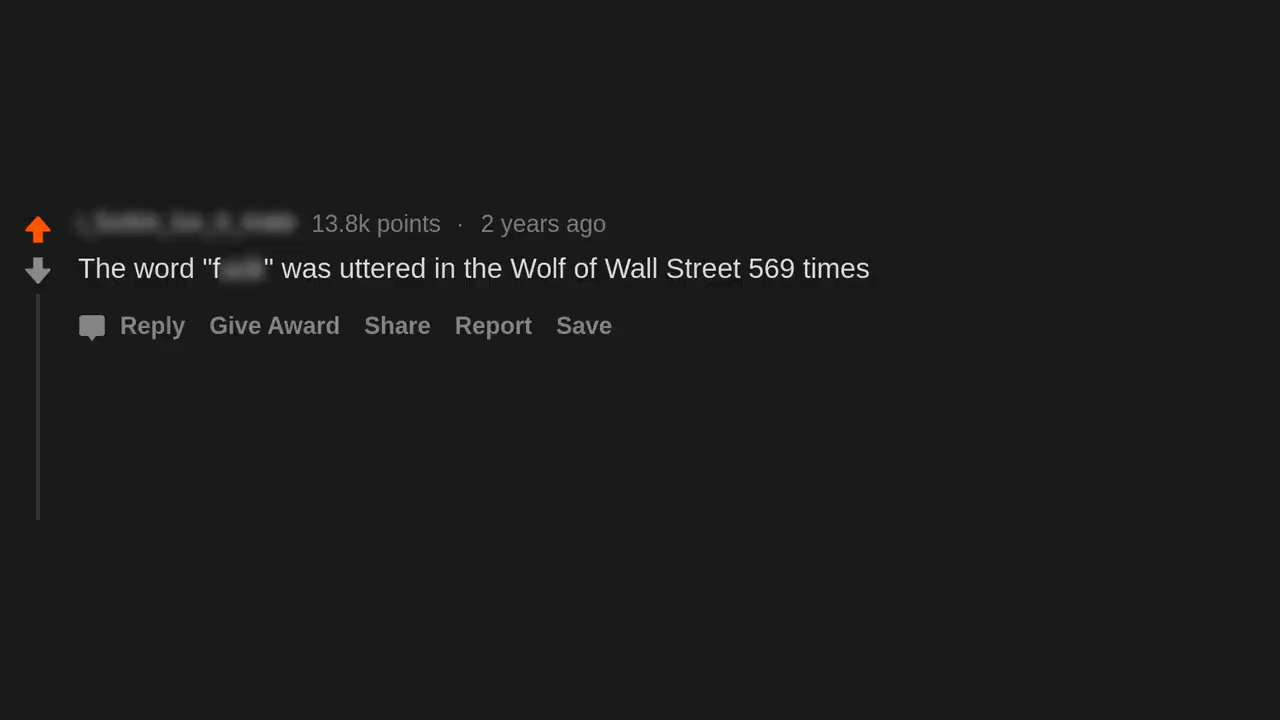 13.8k points · 2 years ago
The word "f" was uttered in the Wolf of Wall Street 569 times
Reply Give Award Share Report Save